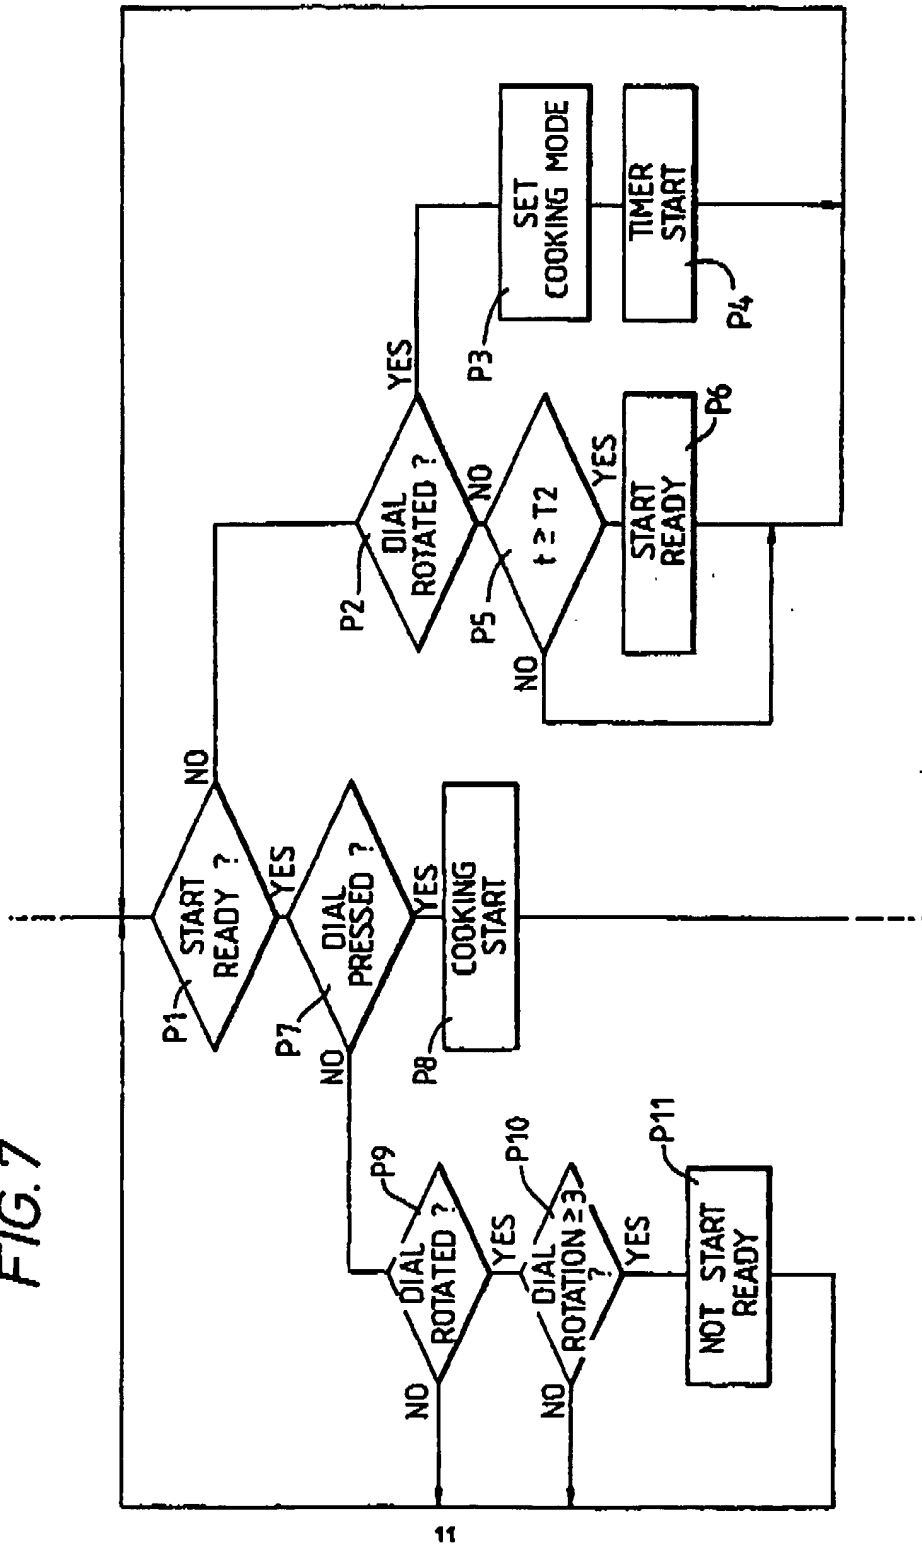 FIG. 7
P1
START
READY ?
NO
YES
P7
DIAL
PRESSED ?
NO
YES
P8
COOKING
START
P9
DIAL
ROTATED ?
NO
YES
P10
DIAL
ROTATION ≥ 3
?
NO
YES
P11
NOT START
READY
P2
DIAL
ROTATED ?
YES
NO
P3
SET
COOKING MODE
P4
TIMER
START
P5
t ≥ T2
NO
YES
P6
START
READY
11